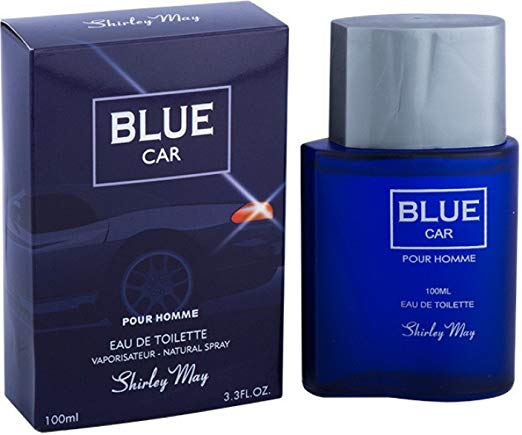 Shirley May
BLUE
CAR
POUR HOMME
EAU DE TOILETTE
VAPORISATEUR - NATURAL SPRAY
Shirley May
100ml
3.3FL.OZ.
BLUE
CAR
POUR HOMME
100ML
EAU DE TOILETTE
Shirley May